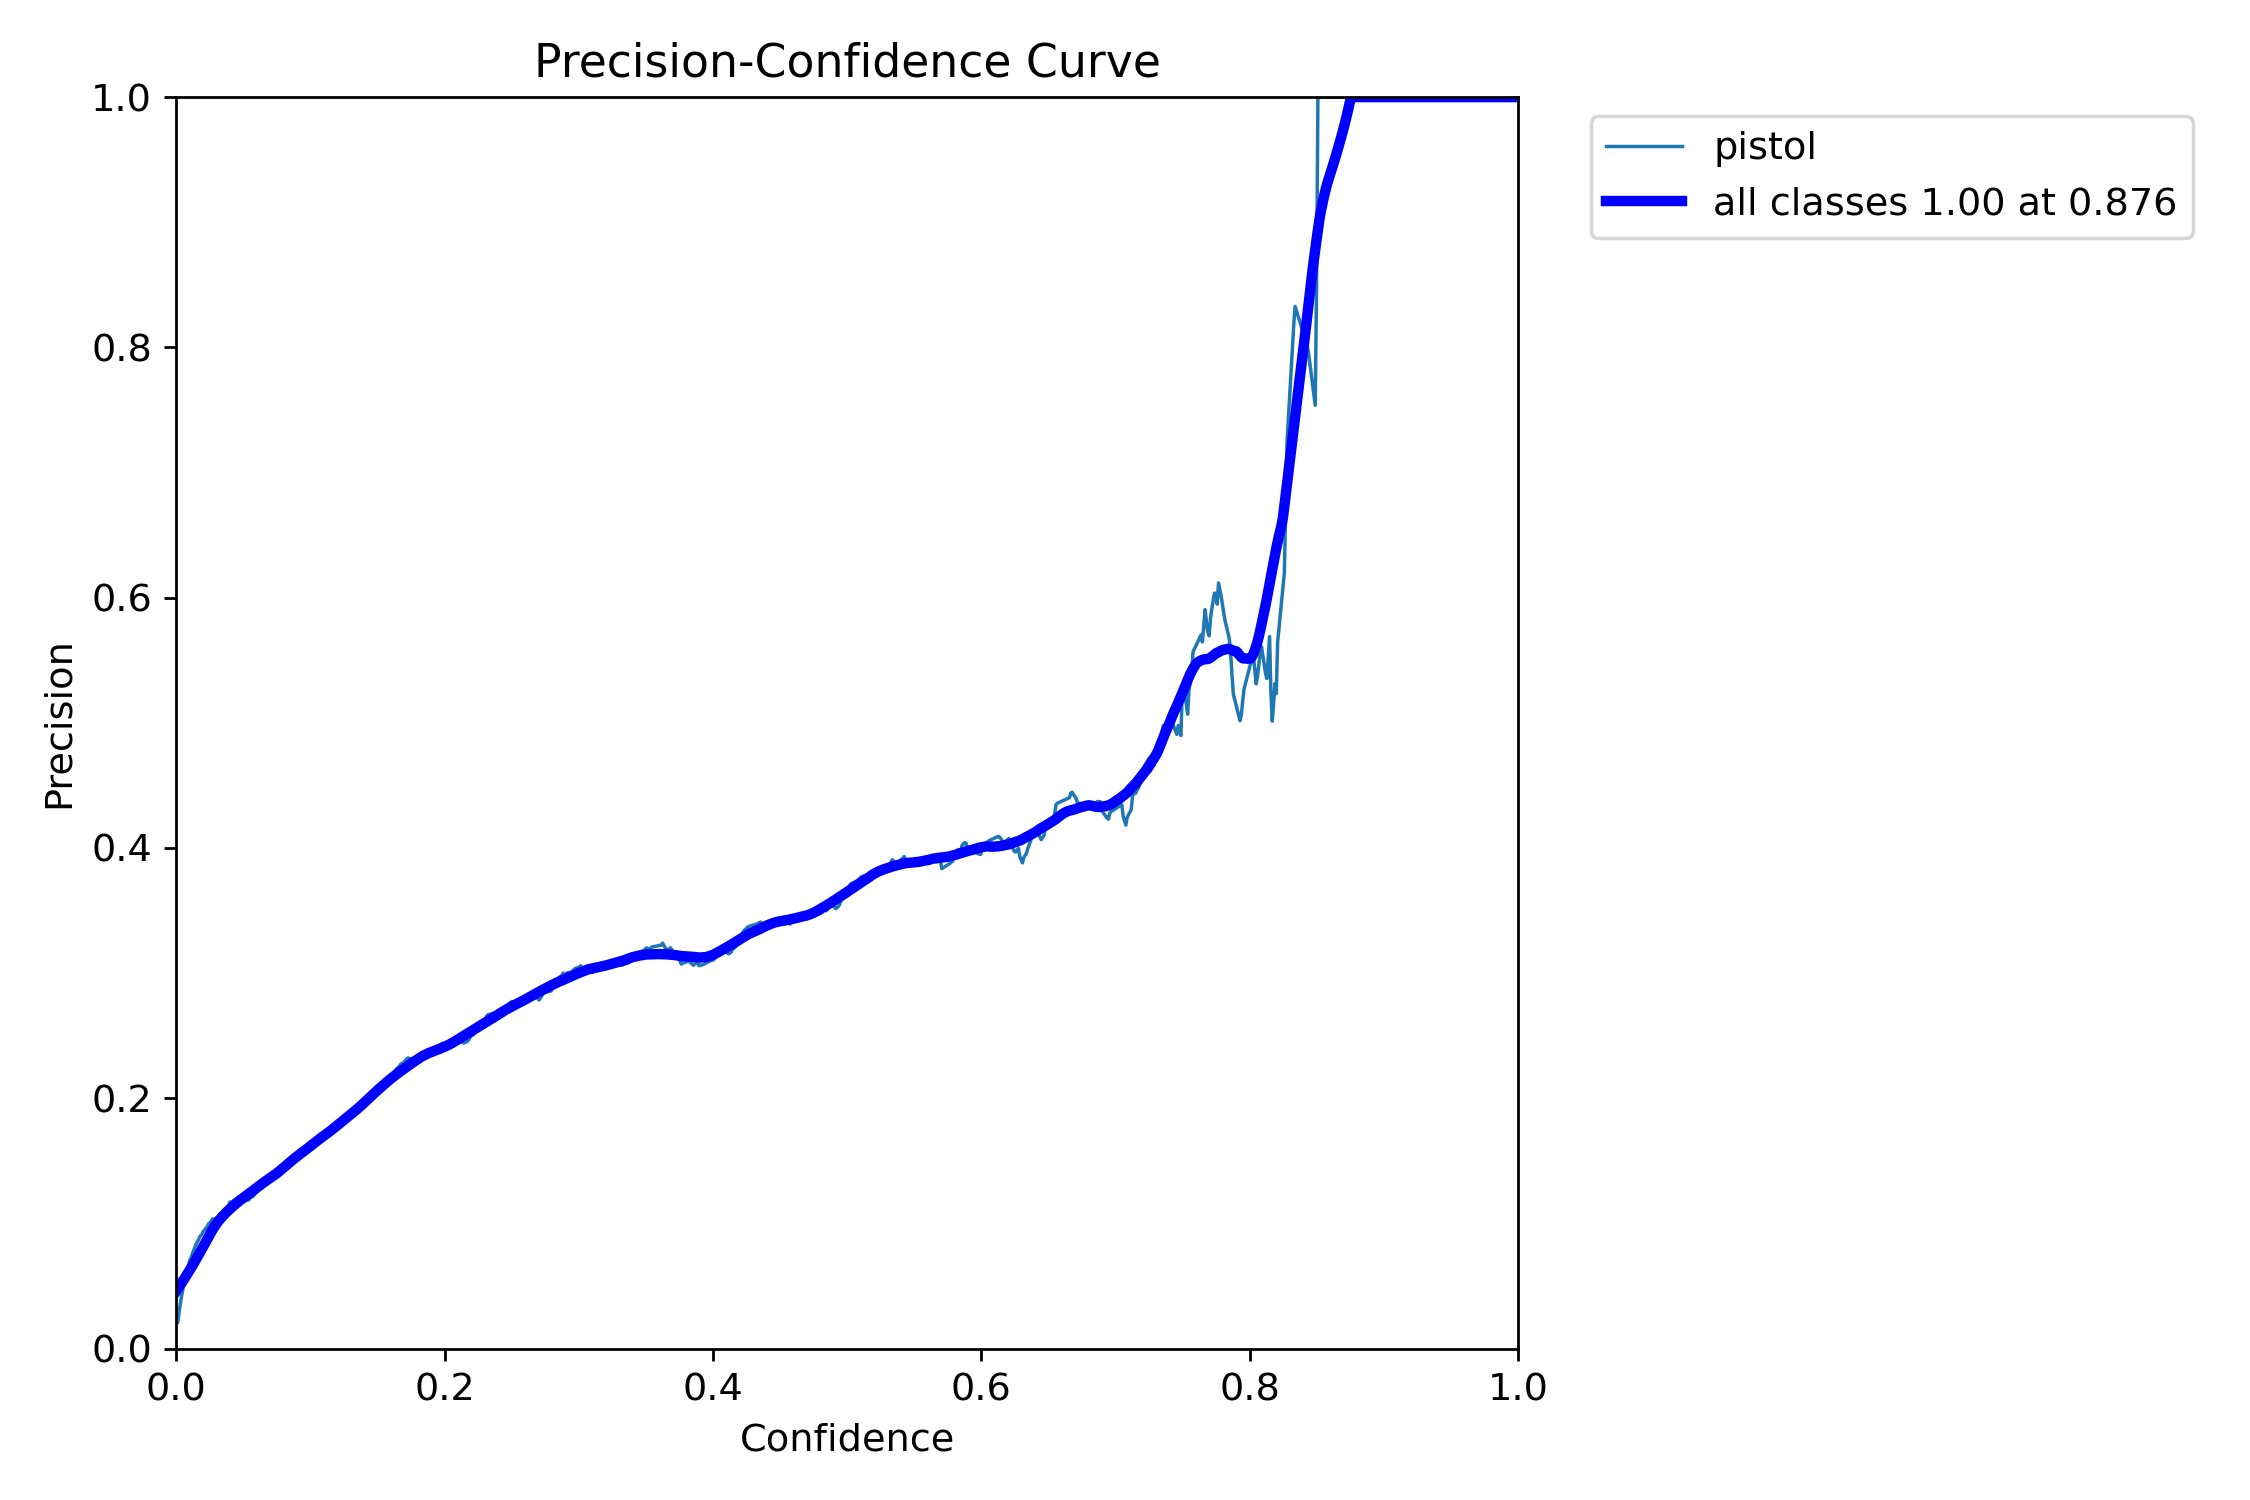 Precision-Confidence Curve
1.0
0.8
0.6
0.4
0.2
0.0
Precision
0.0 0.2 0.4 0.6 0.8 1.0
Confidence
pistol
all classes 1.00 at 0.876